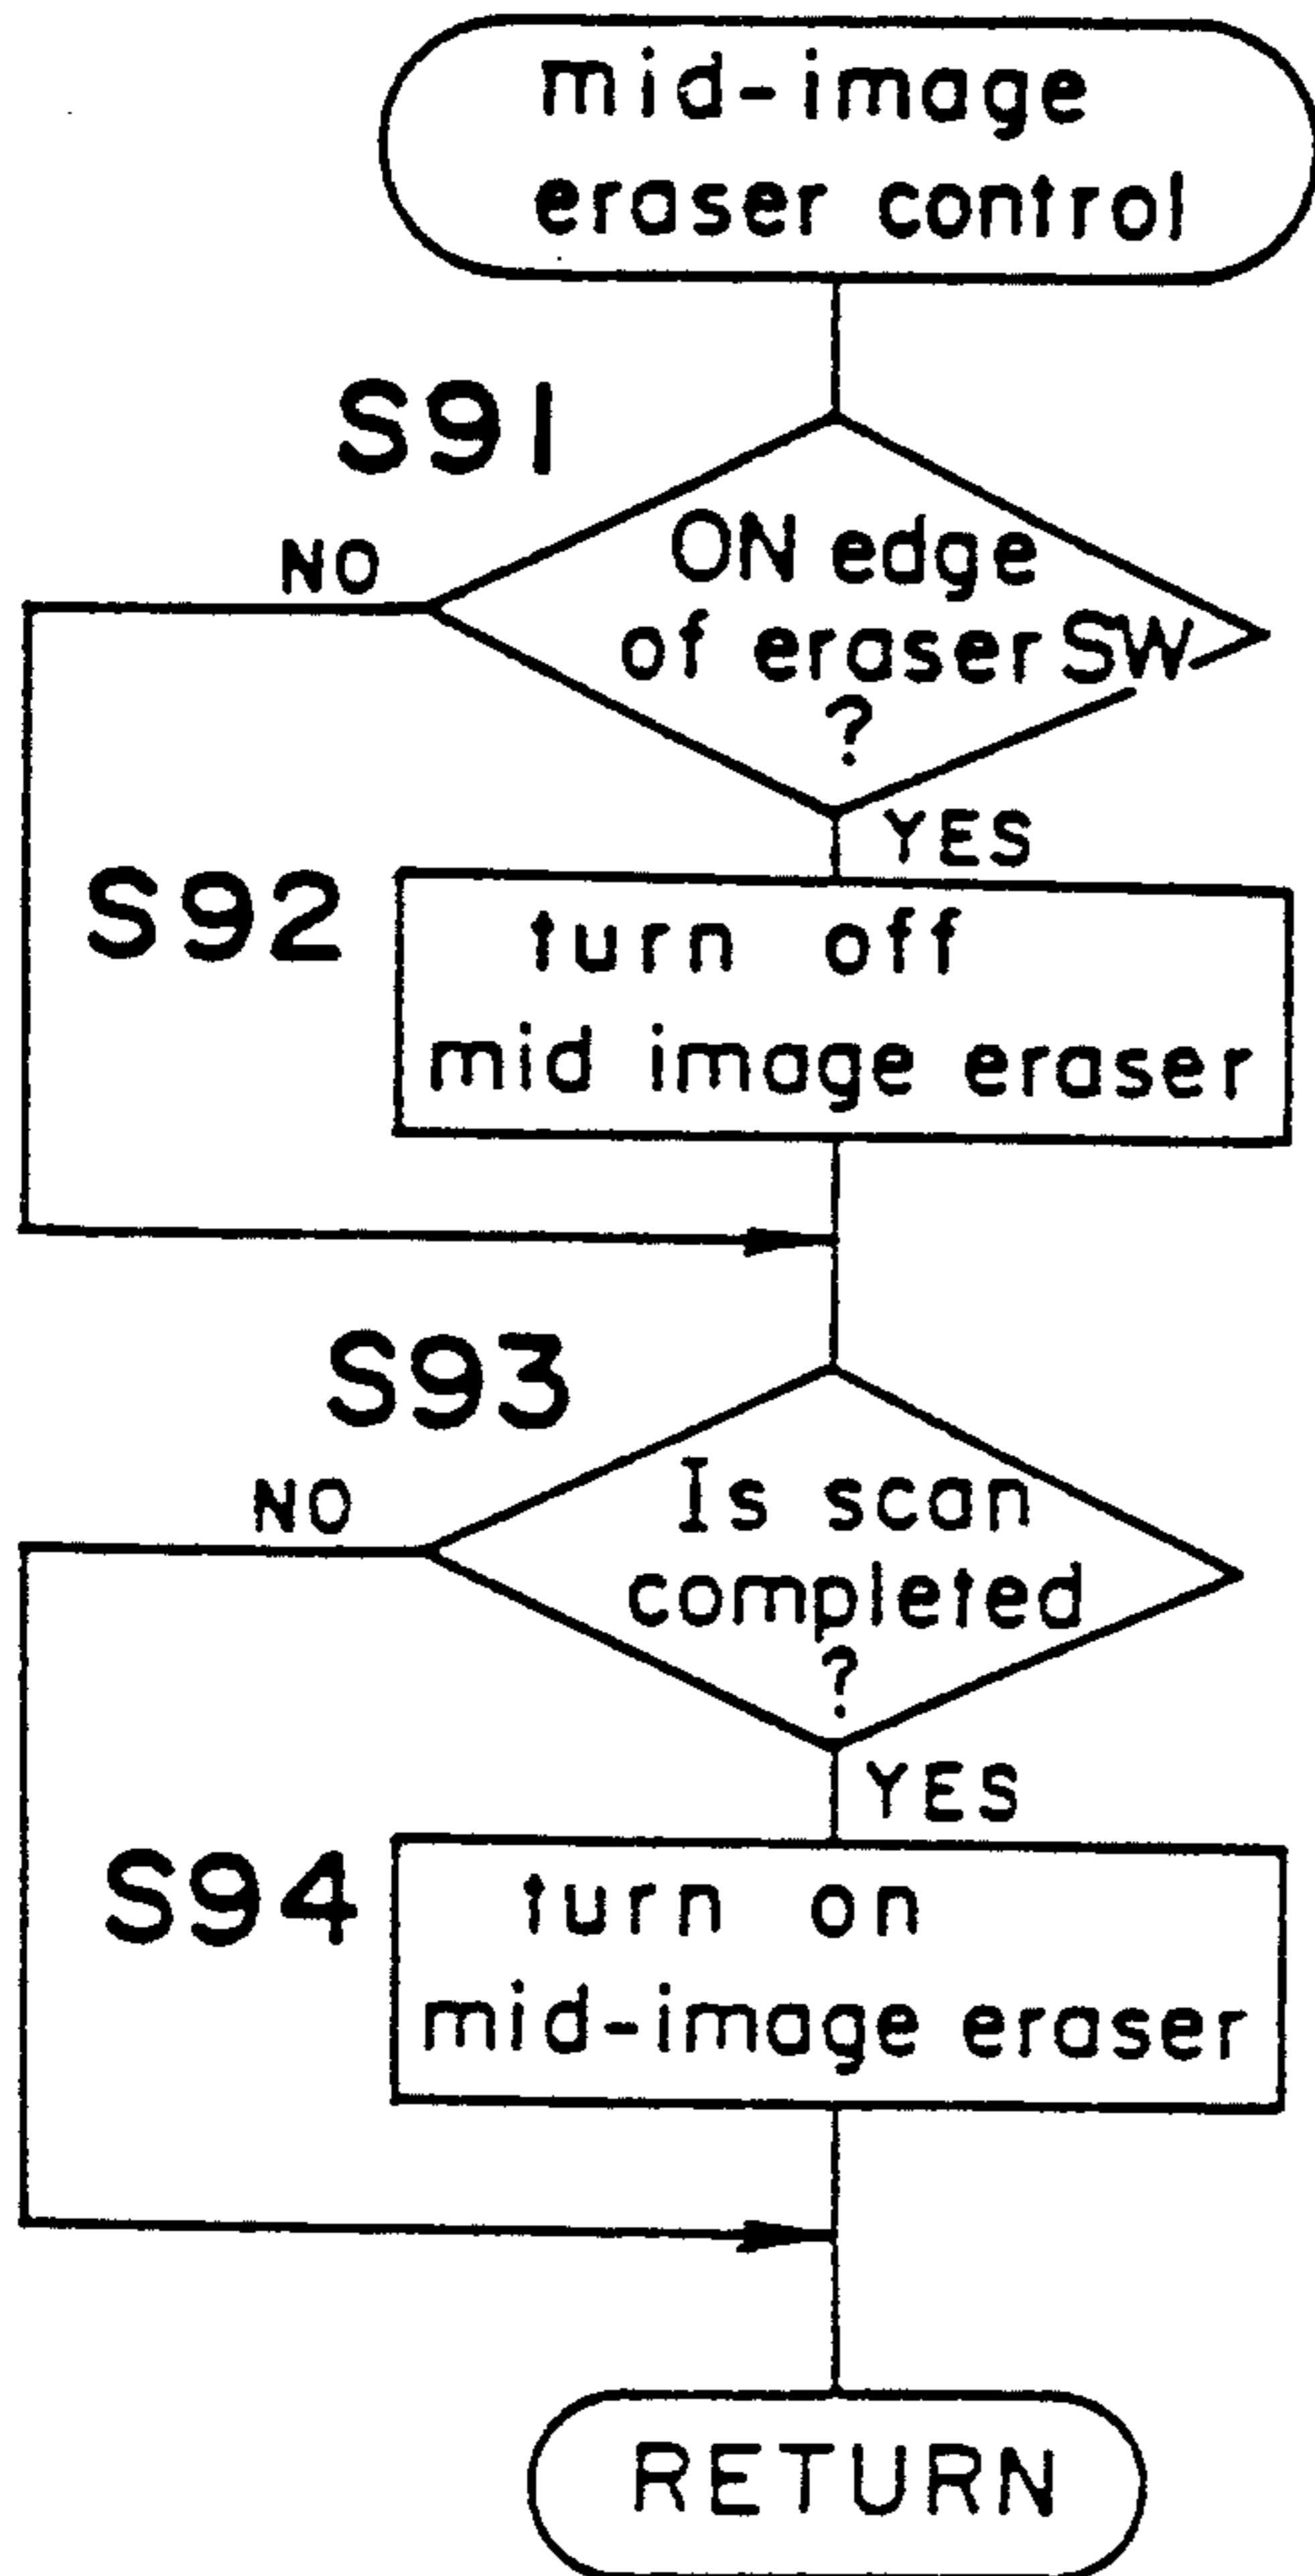 mid-image
eraser control
S91
NO
ON edge
of eraser SW
?
YES
S92
turn off
mid image eraser
S93
NO
Is scan
completed
?
YES
S94
turn on
mid-image eraser
RETURN